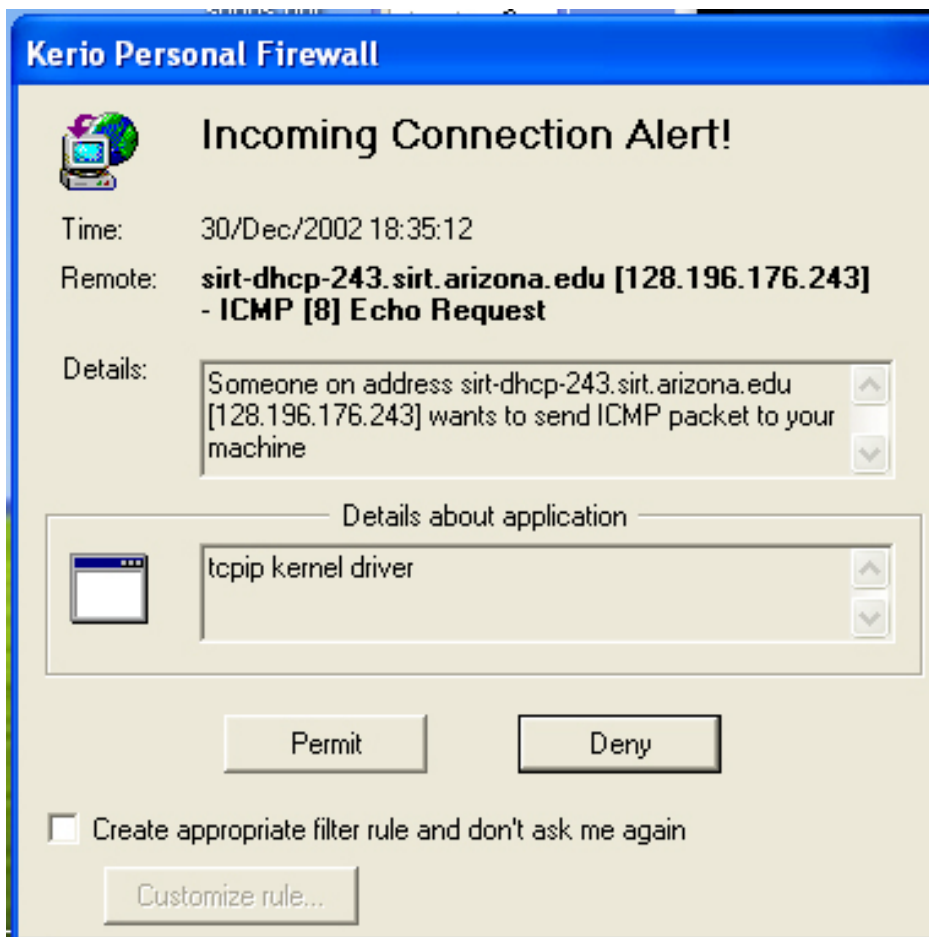 Kerio Personal Firewall
Incoming Connection Alert!
Time: 30/Dec/2002 18:35:12
Remote: sirt-dhcp-243.sirt.arizona.edu [128.196.176.243]
- ICMP [8] Echo Request
Details: Someone on address sirt-dhcp-243.sirt.arizona.edu
[128.196.176.243] wants to send ICMP packet to your
machine
Details about application
tcpip kernel driver
Permit Deny
Create appropriate filter rule and don't ask me again
Customize rule...